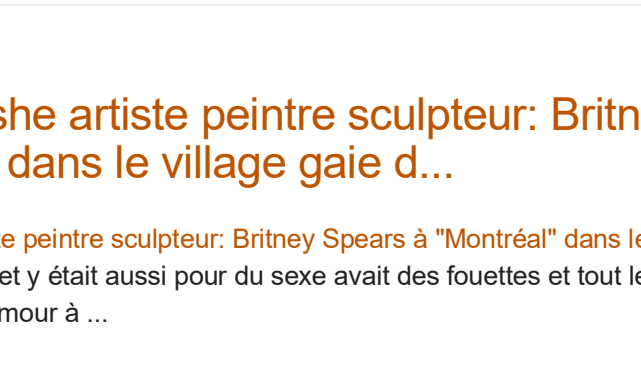 she artiste peintre sculpteur: Britn
dans le village gaie d...
te peintre sculpteur: Britney Spears à "Montréal" dans le
et y était aussi pour du sexe avait des fouettes et tout le
mour à ...